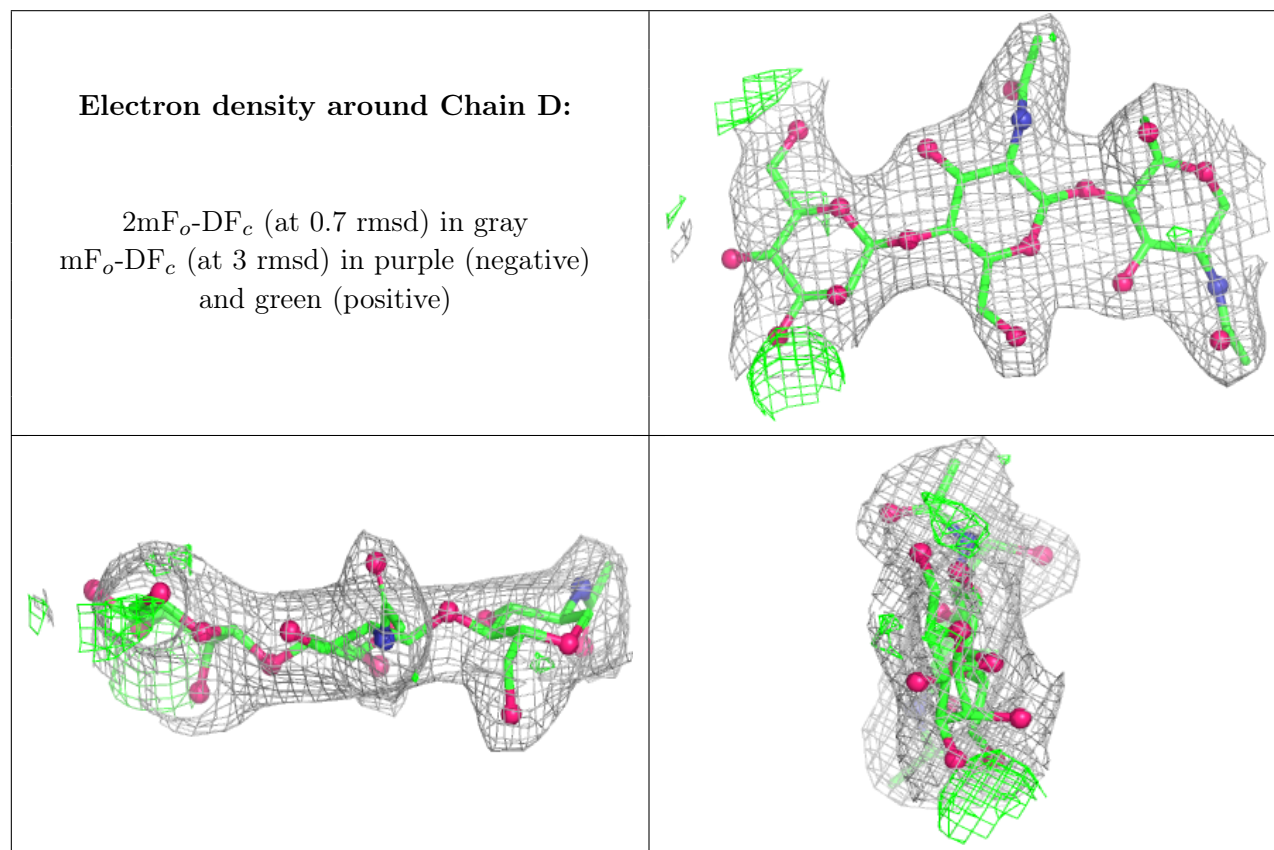 Electron density around Chain D:
2mFₒ-DF𝒸 (at 0.7 rmsd) in gray
mFₒ-DF𝒸 (at 3 rmsd) in purple (negative)
and green (positive)